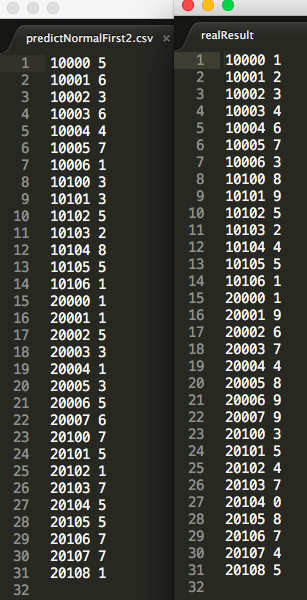 predictNormalFirst2.csv ×
1 10000 5
2 10001 6
3 10002 3
4 10003 6
5 10004 4
6 10005 7
7 10006 1
8 10100 3
9 10101 3
10 10102 5
11 10103 2
12 10104 8
13 10105 5
14 10106 1
15 20000 1
16 20001 1
17 20002 5
18 20003 3
19 20004 1
20 20005 3
21 20006 5
22 20007 6
23 20100 7
24 20101 5
25 20102 1
26 20103 7
27 20104 5
28 20105 5
29 20106 7
30 20107 7
31 20108 1
32
realResult
1 10000 1
2 10001 2
3 10002 3
4 10003 4
5 10004 6
6 10005 7
7 10006 3
8 10100 8
9 10101 9
10 10102 5
11 10103 2
12 10104 4
13 10105 5
14 10106 1
15 20000 1
16 20001 9
17 20002 6
18 20003 7
19 20004 4
20 20005 8
21 20006 9
22 20007 9
23 20100 3
24 20101 5
25 20102 4
26 20103 7
27 20104 0
28 20105 8
29 20106 7
30 20107 4
31 20108 5
32